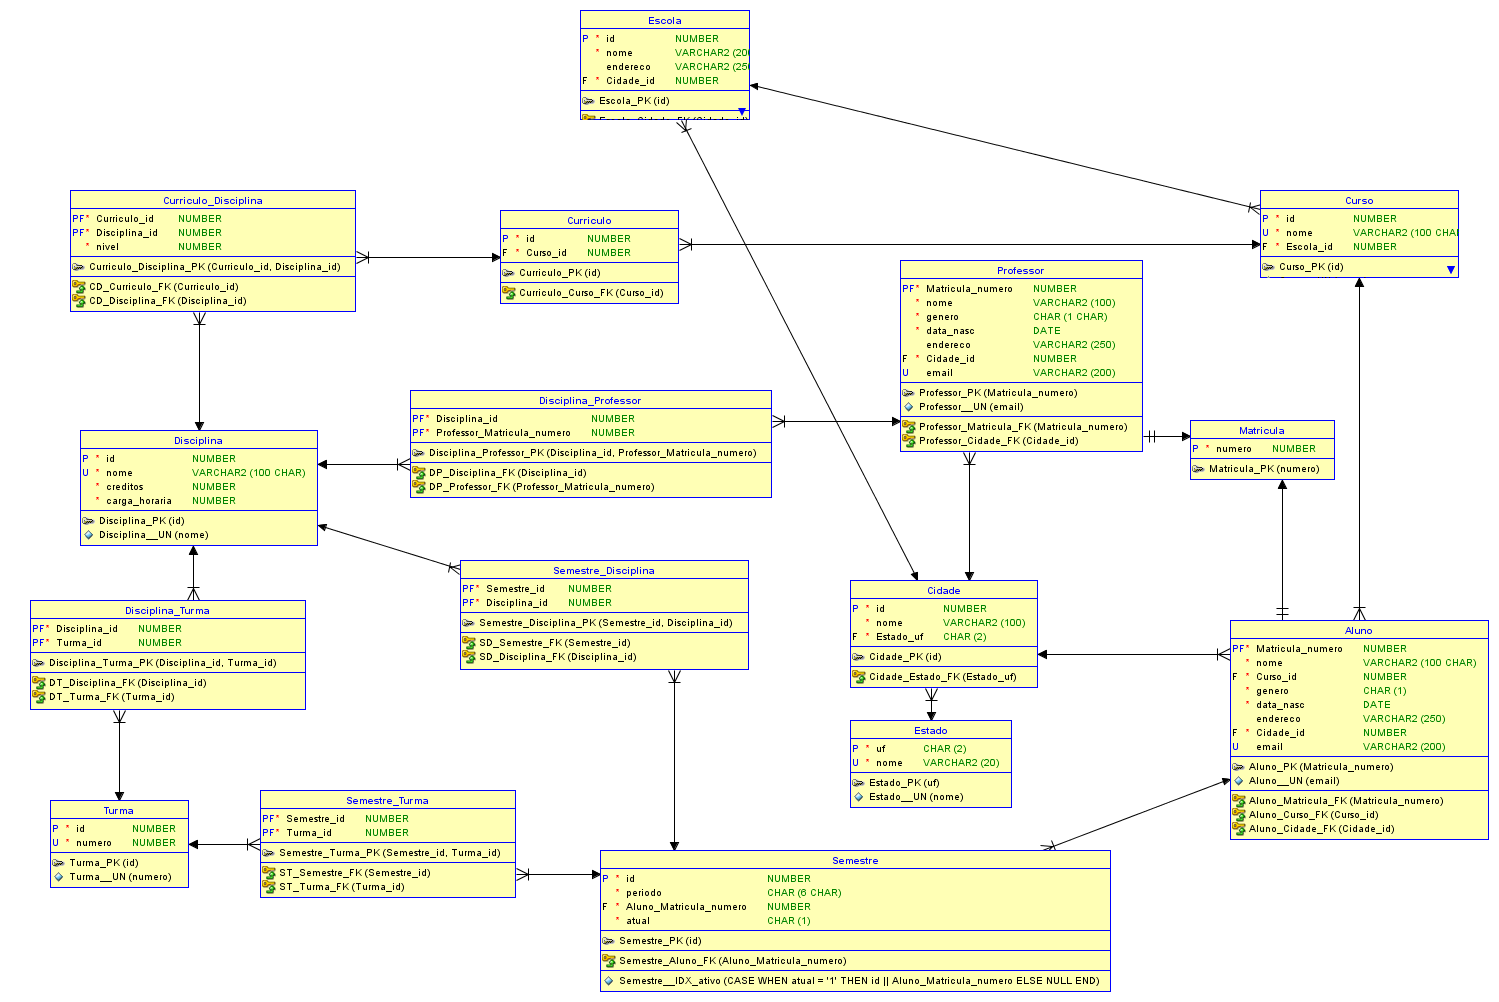 Escola
P * id NUMBER
* nome VARCHAR2 (200
endereco VARCHAR2 (250
F * Cidade_id NUMBER
Escola_PK (id)
Curriculo_Disciplina
PF* Curriculo_id NUMBER
PF* Disciplina_id NUMBER
* nivel NUMBER
Curriculo_Disciplina_PK (Curriculo_id, Disciplina_id)
CD_Curriculo_FK (Curriculo_id)
CD_Disciplina_FK (Disciplina_id)
Curriculo
P * id NUMBER
F * Curso_id NUMBER
Curriculo_PK (id)
Curriculo_Curso_FK (Curso_id)
Curso
P * id NUMBER
U * nome VARCHAR2 (100 CHA
F * Escola_id NUMBER
Curso_PK (id)
Professor
PF* Matricula_numero NUMBER
* nome VARCHAR2 (100)
* genero CHAR (1 CHAR)
* data_nasc DATE
endereco VARCHAR2 (250)
F * Cidade_id NUMBER
U email VARCHAR2 (200)
Professor_PK (Matricula_numero)
Professor__UN (email)
Professor_Matricula_FK (Matricula_numero)
Professor_Cidade_FK (Cidade_id)
Disciplina_Professor
PF* Disciplina_id NUMBER
PF* Professor_Matricula_numero NUMBER
Disciplina_Professor_PK (Disciplina_id, Professor_Matricula_numero)
DP_Disciplina_FK (Disciplina_id)
DP_Professor_FK (Professor_Matricula_numero)
Matricula
P * numero NUMBER
Matricula_PK (numero)
Disciplina
P * id NUMBER
U * nome VARCHAR2 (100 CHAR)
* creditos NUMBER
* carga_horaria NUMBER
Disciplina_PK (id)
Disciplina__UN (nome)
Semestre_Disciplina
PF* Semestre_id NUMBER
PF* Disciplina_id NUMBER
Semestre_Disciplina_PK (Semestre_id, Disciplina_id)
SD_Semestre_FK (Semestre_id)
SD_Disciplina_FK (Disciplina_id)
Cidade
P * id NUMBER
* nome VARCHAR2 (100)
F * Estado_uf CHAR (2)
Cidade_PK (id)
Cidade_Estado_FK (Estado_uf)
Disciplina_Turma
PF* Disciplina_id NUMBER
PF* Turma_id NUMBER
Disciplina_Turma_PK (Disciplina_id, Turma_id)
DT_Disciplina_FK (Disciplina_id)
DT_Turma_FK (Turma_id)
Aluno
PF* Matricula_numero NUMBER
* nome VARCHAR2 (100 CHAR)
F * Curso_id NUMBER
* genero CHAR (1)
* data_nasc DATE
endereco VARCHAR2 (250)
F * Cidade_id NUMBER
U email VARCHAR2 (200)
Aluno_PK (Matricula_numero)
Aluno__UN (email)
Aluno_Matricula_FK (Matricula_numero)
Aluno_Curso_FK (Curso_id)
Aluno_Cidade_FK (Cidade_id)
Estado
P * uf CHAR (2)
U * nome VARCHAR2 (20)
Estado_PK (uf)
Estado__UN (nome)
Turma
P * id NUMBER
U * numero NUMBER
Turma_PK (id)
Turma__UN (numero)
Semestre_Turma
PF* Semestre_id NUMBER
PF* Turma_id NUMBER
Semestre_Turma_PK (Semestre_id, Turma_id)
ST_Semestre_FK (Semestre_id)
ST_Turma_FK (Turma_id)
Semestre
P * id NUMBER
* periodo CHAR (6 CHAR)
F * Aluno_Matricula_numero NUMBER
* atual CHAR (1)
Semestre_PK (id)
Semestre_Aluno_FK (Aluno_Matricula_numero)
Semestre__IDX_ativo (CASE WHEN atual = '1' THEN id || Aluno_Matricula_numero ELSE NULL END)